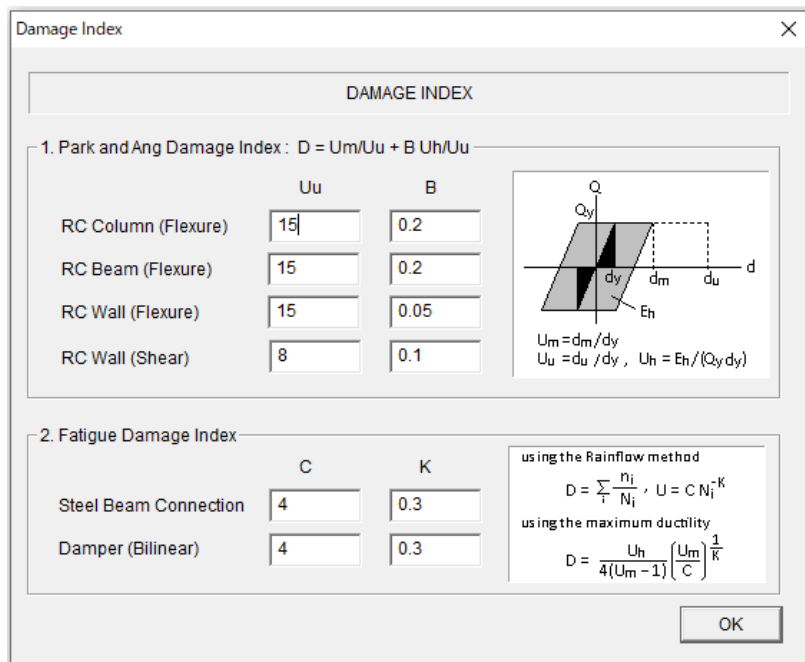 Damage Index
DAMAGE INDEX
1. Park and Ang Damage Index : D = Um/Uu + B Uh/Uu
Uu B
RC Column (Flexure) 15 0.2
RC Beam (Flexure) 15 0.2
RC Wall (Flexure) 15 0.05
RC Wall (Shear) 8 0.1
Q
Qy
dy dm du d
Eh
Um=dm/dy
Uu=du/dy , Uh=Eh/(Qydy)
2. Fatigue Damage Index
C K
Steel Beam Connection 4 0.3
Damper (Bilinear) 4 0.3
using the Rainflow method
D = ∑i ni/Ni , U = C Ni^-K
using the maximum ductility
D = Uh/4(Um-1) (Um/C)^1/K
OK